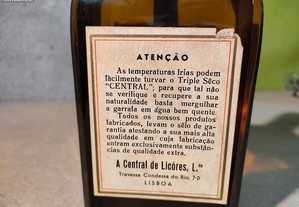 ATENÇÃO
As temperaturas frias podem
fàcilmente turvar o Triple Sêco
"CENTRAL"; para que tal não
se verifique e recupere a sua
naturalidade basta mergulhar
a garrafa em água bem quente.
Todos os nossos produtos
fabricados, levam o sêlo de ga-
rantia atestando a sua mais alta
qualidade em cuja fabricação
entram exclusivamente substân-
cias de qualidade extra.
A Central de Licôres, L.da
Travessa Condessa do Rio, 7-D
LISBOA